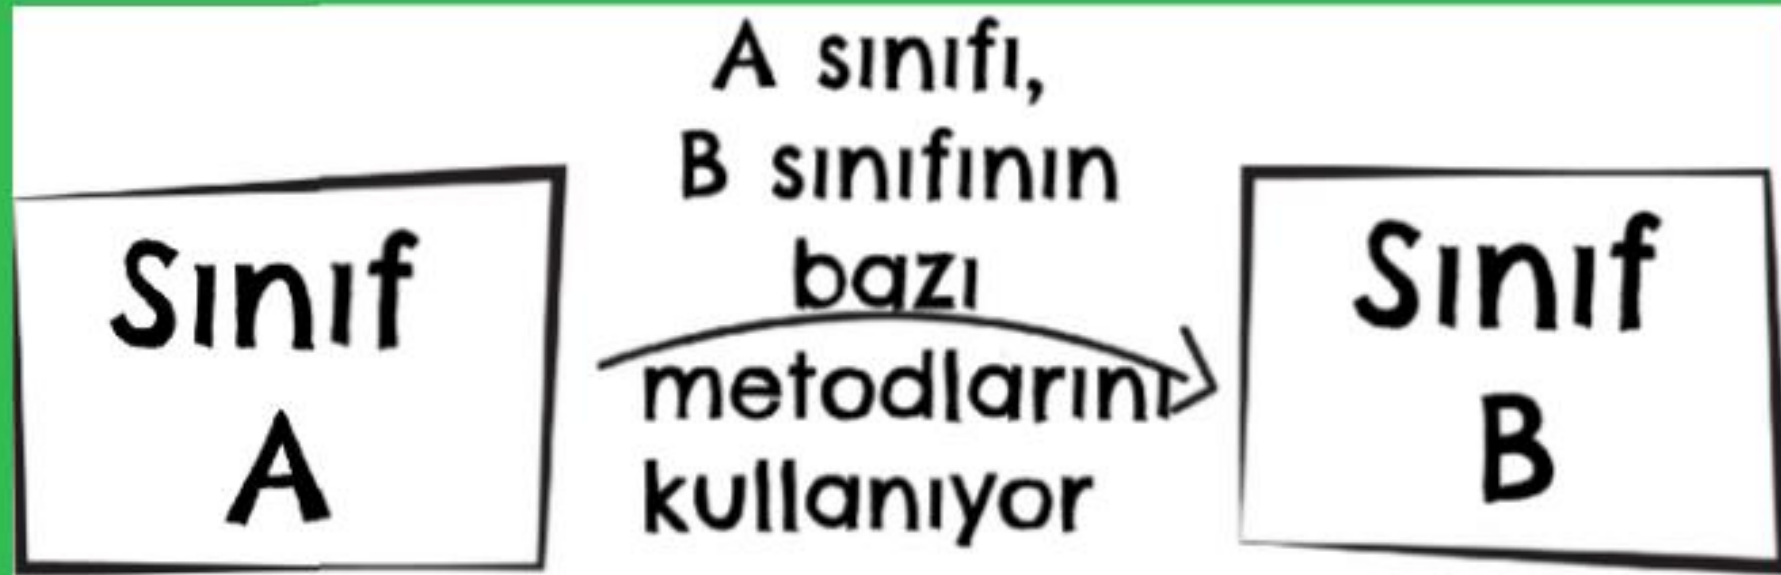 Sınıf
A
A sınıfı,
B sınıfının
bazı
metodlarını
kullanıyor
Sınıf
B